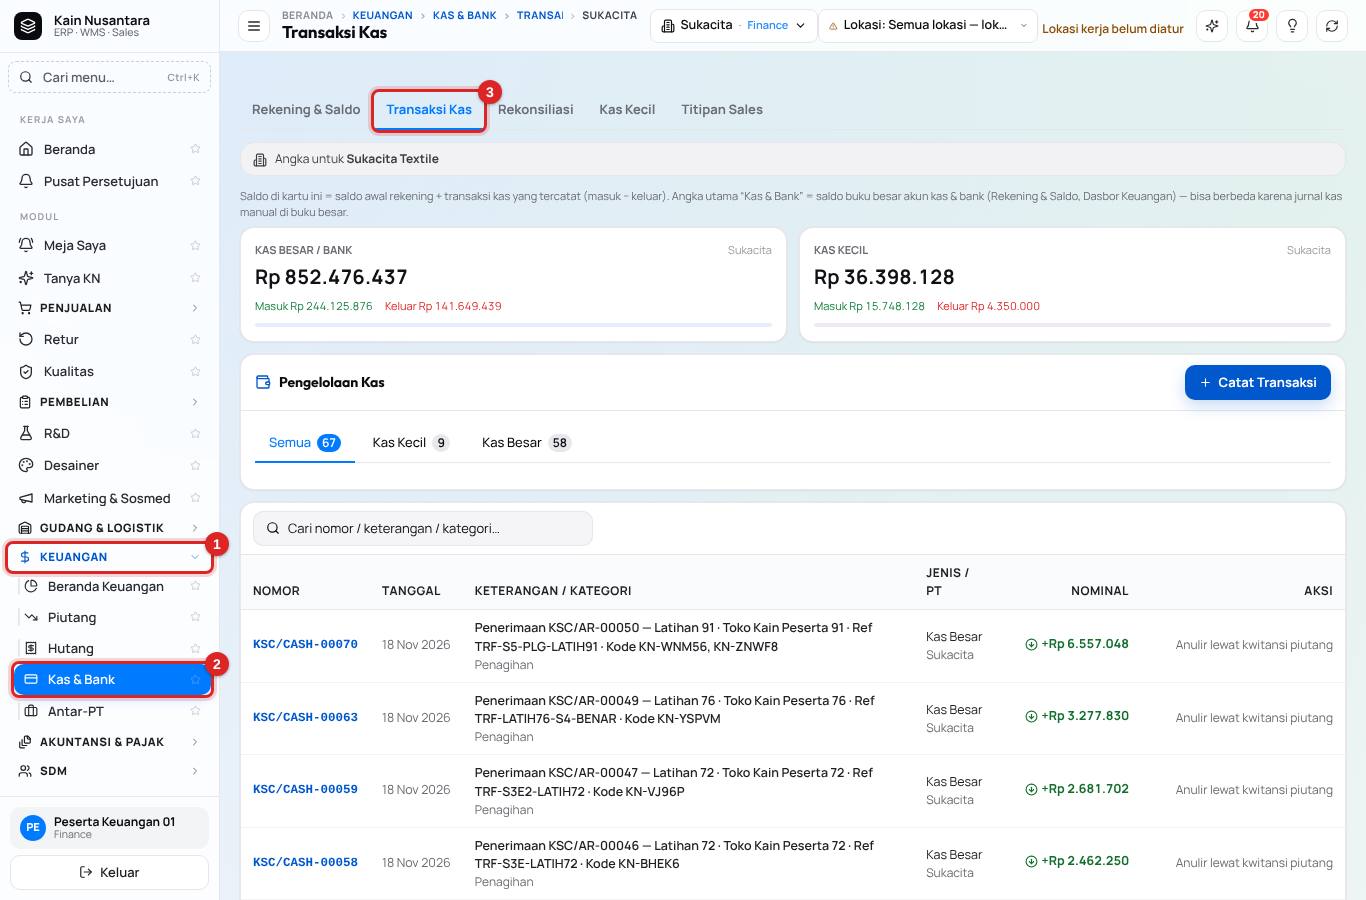 Kain Nusantara
ERP · WMS · Sales
Cari menu... Ctrl+K
KERJA SAYA
Beranda
Pusat Persetujuan
MODUL
Meja Saya
Tanya KN
PENJUALAN
Retur
Kualitas
PEMBELIAN
R&D
Desainer
Marketing & Sosmed
GUDANG & LOGISTIK
KEUANGAN
1
Beranda Keuangan
Piutang
Hutang
Kas & Bank
2
Antar-PT
AKUNTANSI & PAJAK
SDM
PE
Peserta Keuangan 01
Finance
Keluar
BERANDA > KEUANGAN > KAS & BANK > TRANSAI > SUKACITA
Transaksi Kas
Sukacita · Finance
Lokasi: Semua lokasi — lok...
Lokasi kerja belum diatur
20
Rekening & Saldo Transaksi Kas Rekonsiliasi Kas Kecil Titipan Sales
3
Angka untuk Sukacita Textile
Saldo di kartu ini = saldo awal rekening + transaksi kas yang tercatat (masuk − keluar). Angka utama "Kas & Bank" = saldo buku besar akun kas & bank (Rekening & Saldo, Dasbor Keuangan) — bisa berbeda karena jurnal kas
manual di buku besar.
KAS BESAR / BANK Sukacita
Rp 852.476.437
Masuk Rp 244.125.876 Keluar Rp 141.649.439
KAS KECIL Sukacita
Rp 36.398.128
Masuk Rp 15.748.128 Keluar Rp 4.350.000
Pengelolaan Kas
+ Catat Transaksi
Semua 67 Kas Kecil 9 Kas Besar 58
Cari nomor / keterangan / kategori...
NOMOR TANGGAL KETERANGAN / KATEGORI JENIS / PT NOMINAL AKSI
KSC/CASH-00070 18 Nov 2026
Penerimaan KSC/AR-00050 — Latihan 91 · Toko Kain Peserta 91 · Ref
TRF-S5-PLG-LATIH91 · Kode KN-WNM56, KN-ZNWF8
Penagihan
Kas Besar
Sukacita
+Rp 6.557.048 Anulir lewat kwitansi piutang
KSC/CASH-00063 18 Nov 2026
Penerimaan KSC/AR-00049 — Latihan 76 · Toko Kain Peserta 76 · Ref
TRF-LATIH76-S4-BENAR · Kode KN-YSPVM
Penagihan
Kas Besar
Sukacita
+Rp 3.277.830 Anulir lewat kwitansi piutang
KSC/CASH-00059 18 Nov 2026
Penerimaan KSC/AR-00047 — Latihan 72 · Toko Kain Peserta 72 · Ref
TRF-S3E2-LATIH72 · Kode KN-VJ96P
Penagihan
Kas Besar
Sukacita
+Rp 2.681.702 Anulir lewat kwitansi piutang
KSC/CASH-00058 18 Nov 2026
Penerimaan KSC/AR-00046 — Latihan 72 · Toko Kain Peserta 72 · Ref
TRF-S3E-LATIH72 · Kode KN-BHEK6
Penagihan
Kas Besar
Sukacita
+Rp 2.462.250 Anulir lewat kwitansi piutang